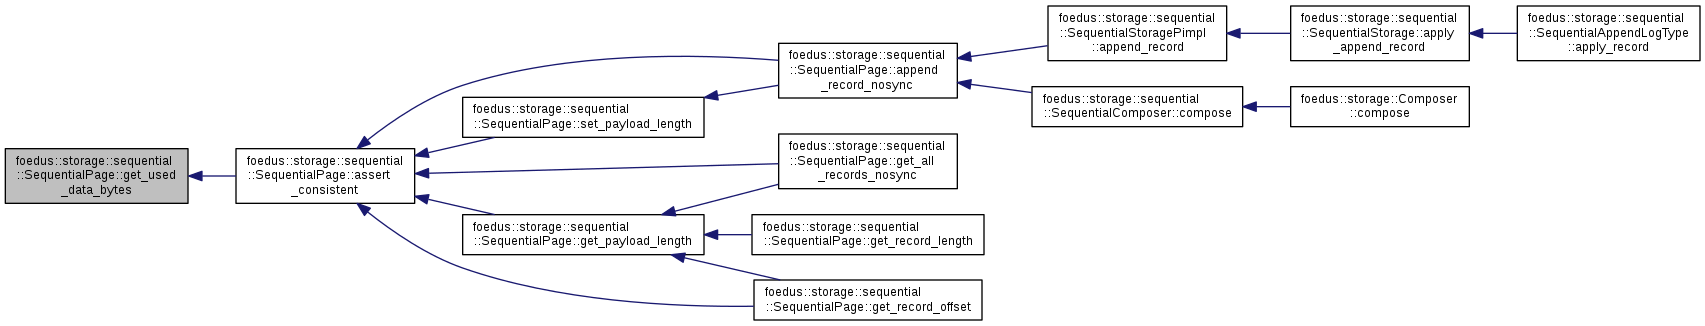 foedus::storage::sequential
::SequentialPage::get_used
_data_bytes
foedus::storage::sequential
::SequentialPage::assert
_consistent
foedus::storage::sequential
::SequentialPage::append
_record_nosync
foedus::storage::sequential
::SequentialPage::set_payload_length
foedus::storage::sequential
::SequentialPage::get_all
_records_nosync
foedus::storage::sequential
::SequentialPage::get_payload_length
foedus::storage::sequential
::SequentialPage::get_record_length
foedus::storage::sequential
::SequentialPage::get_record_offset
foedus::storage::sequential
::SequentialStoragePimpl
::append_record
foedus::storage::sequential
::SequentialStorage::apply
_append_record
foedus::storage::sequential
::SequentialAppendLogType
::apply_record
foedus::storage::sequential
::SequentialComposer::compose
foedus::storage::Composer
::compose